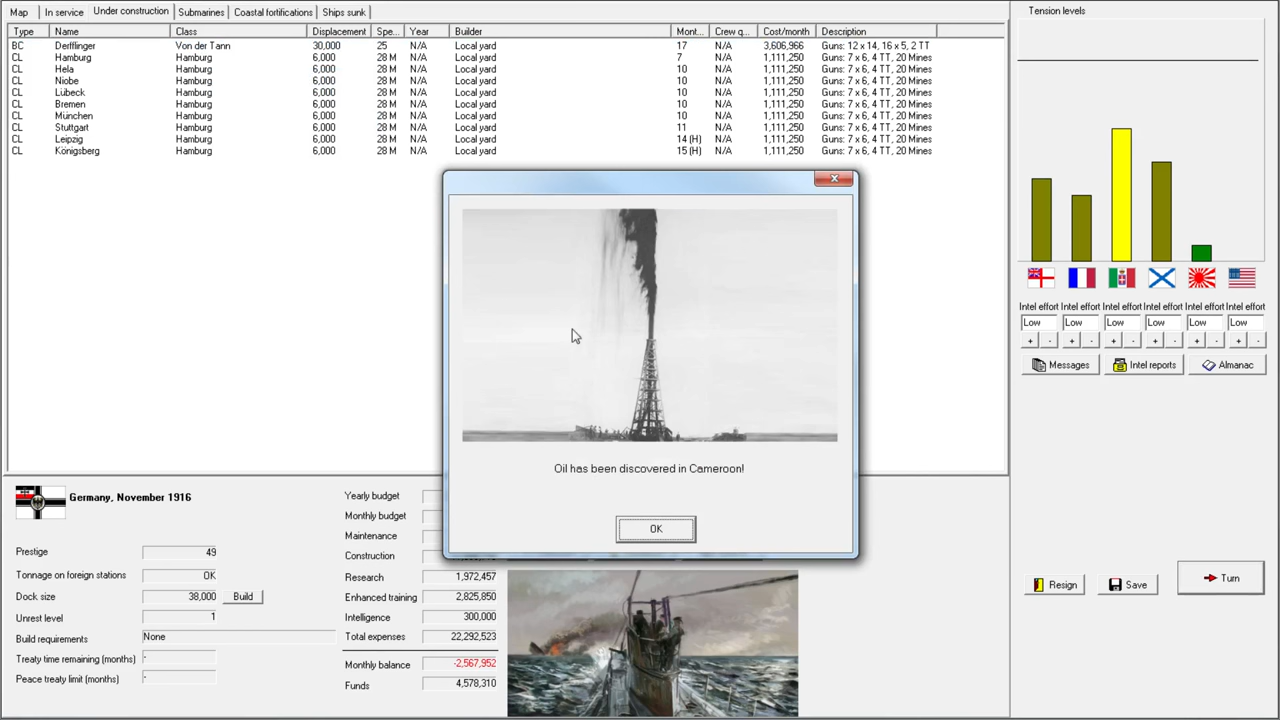 Map In service Under construction Submarines Coastal fortifications Ships sunk
Type Name Class Displacement Spe... Year Builder Mont... Crew q... Cost/month Description
BC Derfflinger Von der Tann 30,000 25 N/A Local yard 17 N/A 3,606,966 Guns: 12 x 14, 16 x 5, 2 TT
CL Hamburg Hamburg 6,000 28 M N/A Local yard 7 N/A 1,111,250 Guns: 7 x 6, 4 TT, 20 Mines
CL Hela Hamburg 6,000 28 M N/A Local yard 10 N/A 1,111,250 Guns: 7 x 6, 4 TT, 20 Mines
CL Niobe Hamburg 6,000 28 M N/A Local yard 10 N/A 1,111,250 Guns: 7 x 6, 4 TT, 20 Mines
CL Lübeck Hamburg 6,000 28 M N/A Local yard 10 N/A 1,111,250 Guns: 7 x 6, 4 TT, 20 Mines
CL Bremen Hamburg 6,000 28 M N/A Local yard 10 N/A 1,111,250 Guns: 7 x 6, 4 TT, 20 Mines
CL München Hamburg 6,000 28 M N/A Local yard 10 N/A 1,111,250 Guns: 7 x 6, 4 TT, 20 Mines
CL Stuttgart Hamburg 6,000 28 M N/A Local yard 11 N/A 1,111,250 Guns: 7 x 6, 4 TT, 20 Mines
CL Leipzig Hamburg 6,000 28 M N/A Local yard 14 (H) N/A 1,111,250 Guns: 7 x 6, 4 TT, 20 Mines
CL Königsberg Hamburg 6,000 28 M N/A Local yard 15 (H) N/A 1,111,250 Guns: 7 x 6, 4 TT, 20 Mines
Oil has been discovered in Cameroon!
OK
Tension levels
Intel effort Intel effort Intel effort Intel effort Intel effort Intel effort
Low Low Low Low Low Low
+ - + - + - + - + - + -
Messages Intel reports Almanac
Germany, November 1916
Prestige 49
Tonnage on foreign stations OK
Dock size 38,000 Build
Unrest level 1
Build requirements None
Treaty time remaining (months) -
Peace treaty limit (months) -
Yearly budget
Monthly budget
Maintenance
Construction
Research 1,972,457
Enhanced training 2,825,850
Intelligence 300,000
Total expenses 22,292,523
Monthly balance -2,567,952
Funds 4,578,310
Resign Save Turn